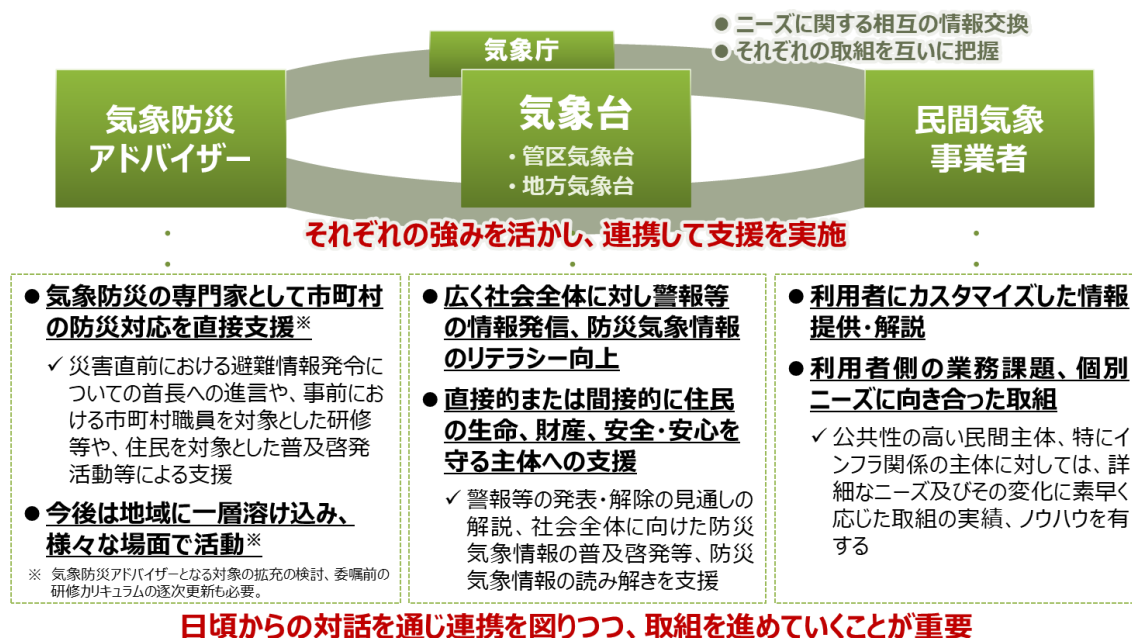 ● ニーズに関する相互の情報交換
● それぞれの取組を互いに把握
気象庁
気象防災
アドバイザー
気象台
・管区気象台
・地方気象台
民間気象
事業者
それぞれの強みを活かし、連携して支援を実施
● 気象防災の専門家として市町村
の防災対応を直接支援※
✓ 災害直前における避難情報発令に
ついての首長への進言や、事前にお
ける市町村職員を対象とした研修
等や、住民を対象とした普及啓発
活動等による支援
● 今後は地域に一層溶け込み、
様々な場面で活動※
※ 気象防災アドバイザーとなる対象の拡充の検討、委嘱前の
研修カリキュラムの逐次更新も必要。
● 広く社会全体に対し警報等
の情報発信、防災気象情報
のリテラシー向上
● 直接的または間接的に住民
の生命、財産、安全・安心を
守る主体への支援
✓ 警報等の発表・解除の見通しの
解説、社会全体に向けた防災
気象情報の普及啓発等、防災
気象情報の読み解きを支援
● 利用者にカスタマイズした情報
提供・解説
● 利用者側の業務課題、個別
ニーズに向き合った取組
✓ 公共性の高い民間主体、特にイ
ンフラ関係の主体に対しては、詳
細なニーズ及びその変化に素早く
応じた取組の実績、ノウハウを有
する
日頃からの対話を通じ連携を図りつつ、取組を進めていくことが重要